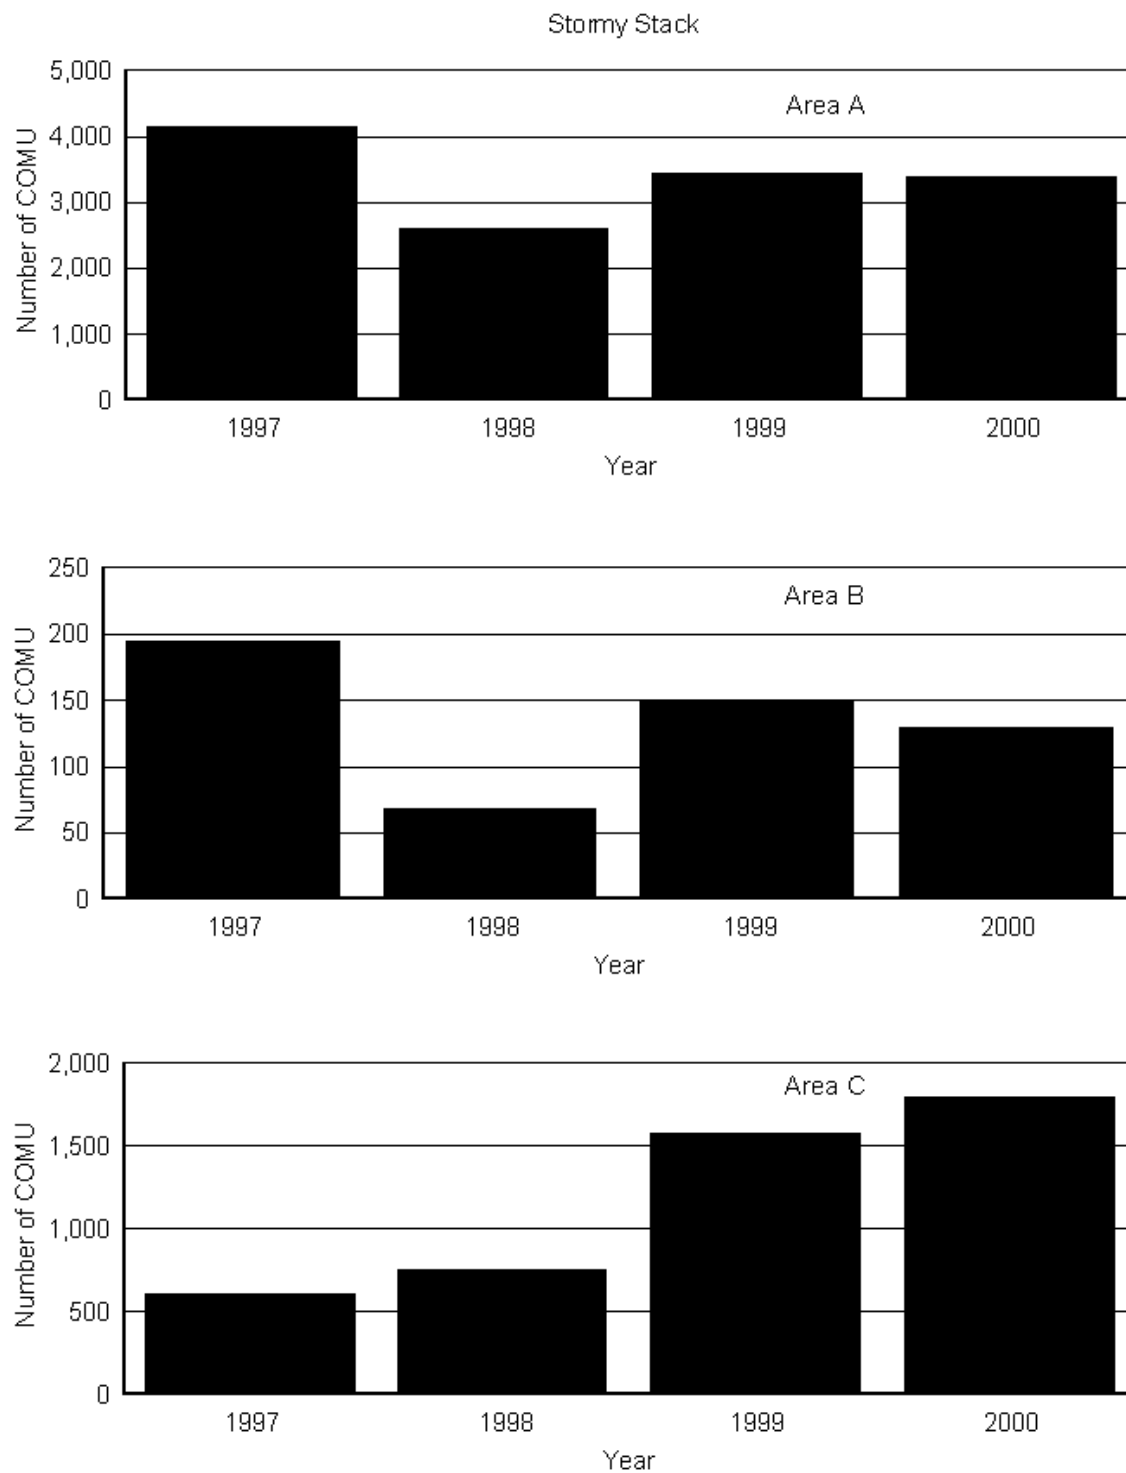 Stormy Stack
Area A
Number of COMU
5,000
4,000
3,000
2,000
1,000
0
1997 1998 1999 2000
Year
Area B
Number of COMU
250
200
150
100
50
0
1997 1998 1999 2000
Year
Area C
Number of COMU
2,000
1,500
1,000
500
0
1997 1998 1999 2000
Year